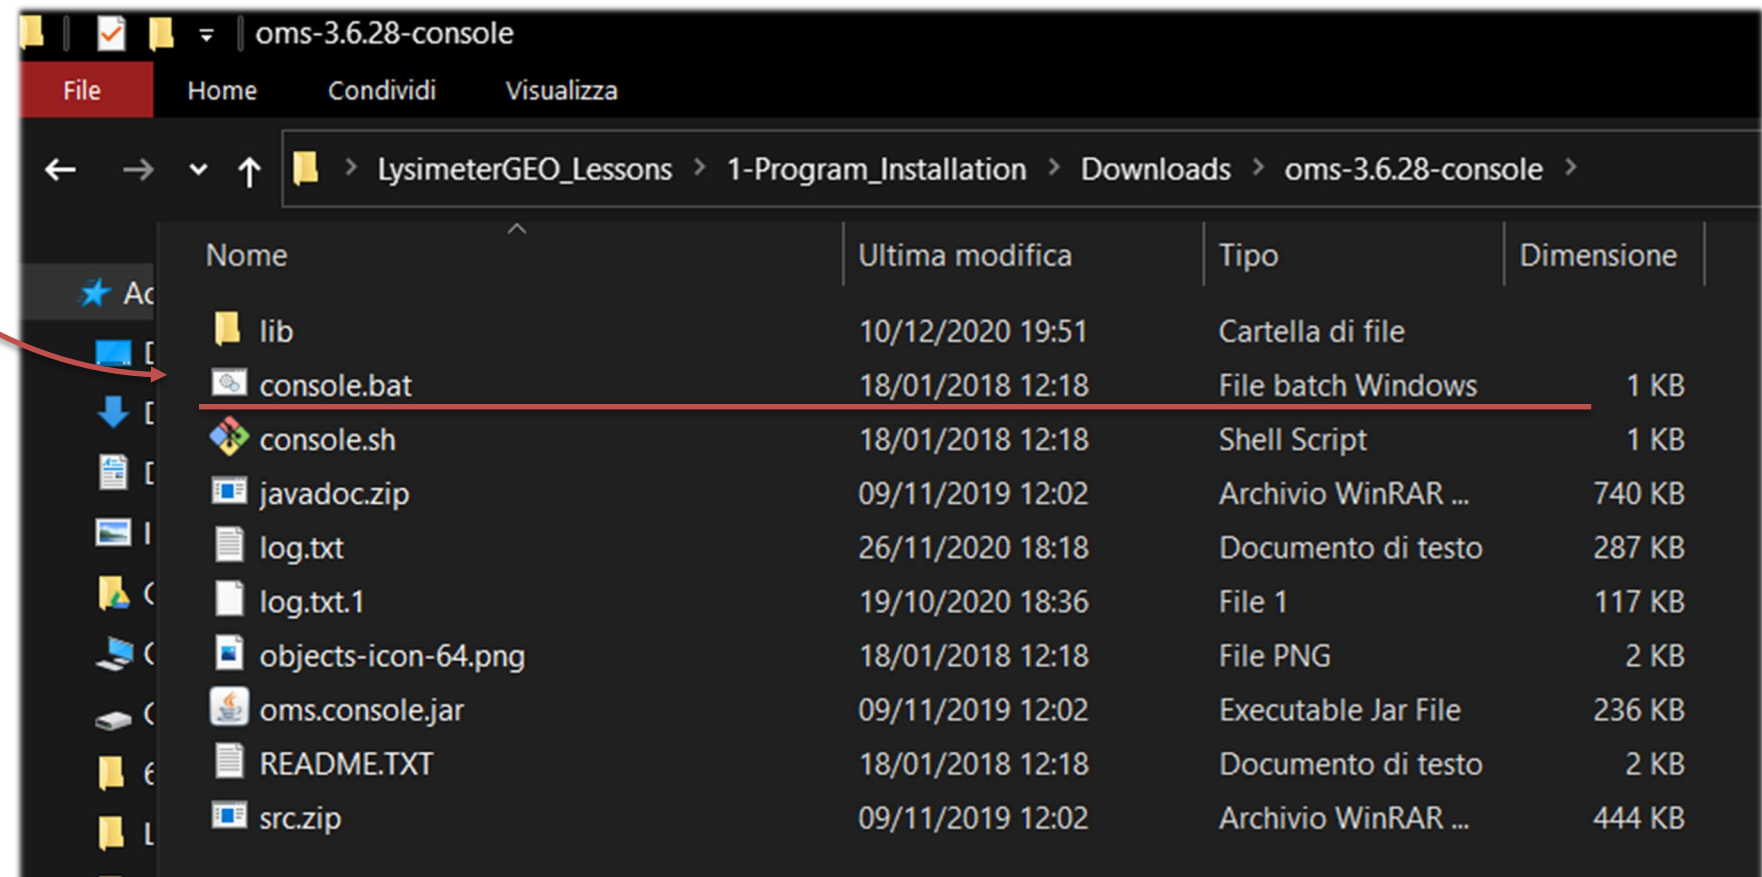 oms-3.6.28-console
File Home Condividi Visualizza
LysimeterGEO_Lessons > 1-Program_Installation > Downloads > oms-3.6.28-console >
Nome Ultima modifica Tipo Dimensione
lib 10/12/2020 19:51 Cartella di file
console.bat 18/01/2018 12:18 File batch Windows 1 KB
console.sh 18/01/2018 12:18 Shell Script 1 KB
javadoc.zip 09/11/2019 12:02 Archivio WinRAR ... 740 KB
log.txt 26/11/2020 18:18 Documento di testo 287 KB
log.txt.1 19/10/2020 18:36 File 1 117 KB
objects-icon-64.png 18/01/2018 12:18 File PNG 2 KB
oms.console.jar 09/11/2019 12:02 Executable Jar File 236 KB
README.TXT 18/01/2018 12:18 Documento di testo 2 KB
src.zip 09/11/2019 12:02 Archivio WinRAR ... 444 KB